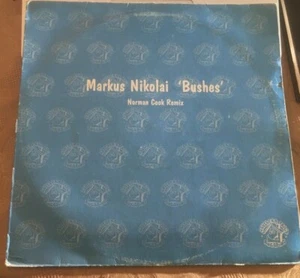 Markus Nikolai 'Bushes'
Norman Cook Remix